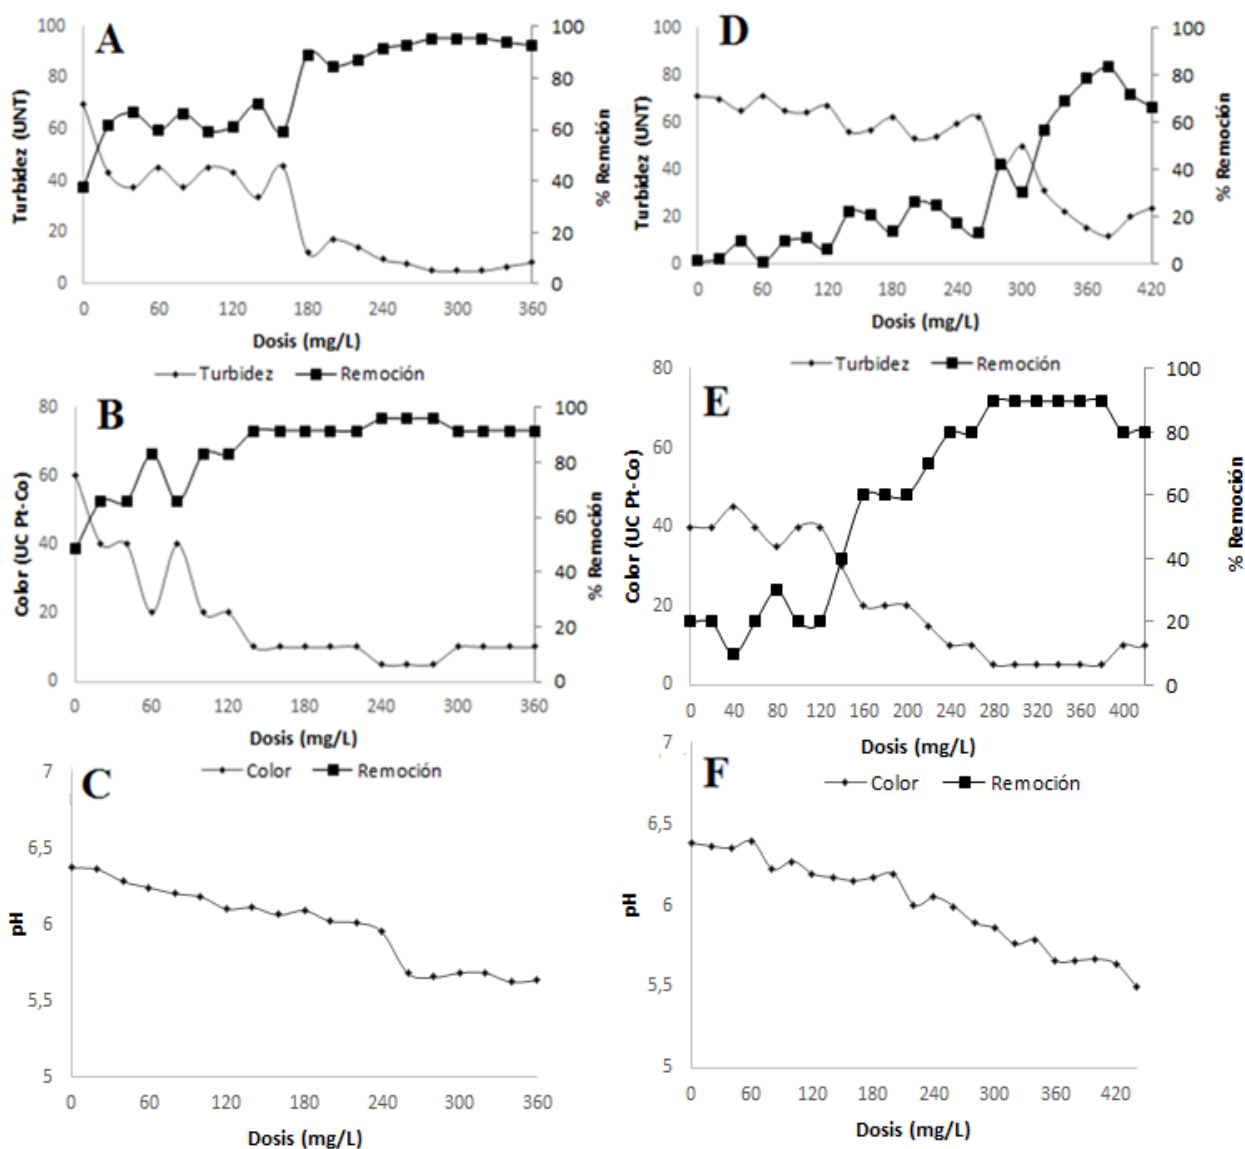 A
100
80
60
40
20
0
100
80
60
40
20
0
Turbidez (UNT)
% Remoción
0 60 120 180 240 300 360
Dosis (mg/L)
Turbidez Remoción
D
100
80
60
40
20
0
100
80
60
40
20
0
Turbidez (UNT)
% Remoción
0 60 120 180 240 300 360 420
Dosis (mg/L)
Turbidez Remoción
B
80
60
40
20
0
100
80
60
40
20
0
Color (UC Pt-Co)
% Remoción
0 60 120 180 240 300 360
Dosis (mg/L)
Color Remoción
E
80
60
40
20
0
100
80
60
40
20
0
Color (UC Pt-Co)
% Remoción
0 40 80 120 160 200 240 280 320 360 400
Dosis (mg/L)
Color Remoción
C
7
6,5
6
5,5
5
pH
0 60 120 180 240 300 360
Dosis (mg/L)
F
7
6,5
6
5,5
5
pH
0 60 120 180 240 300 360 420
Dosis (mg/L)